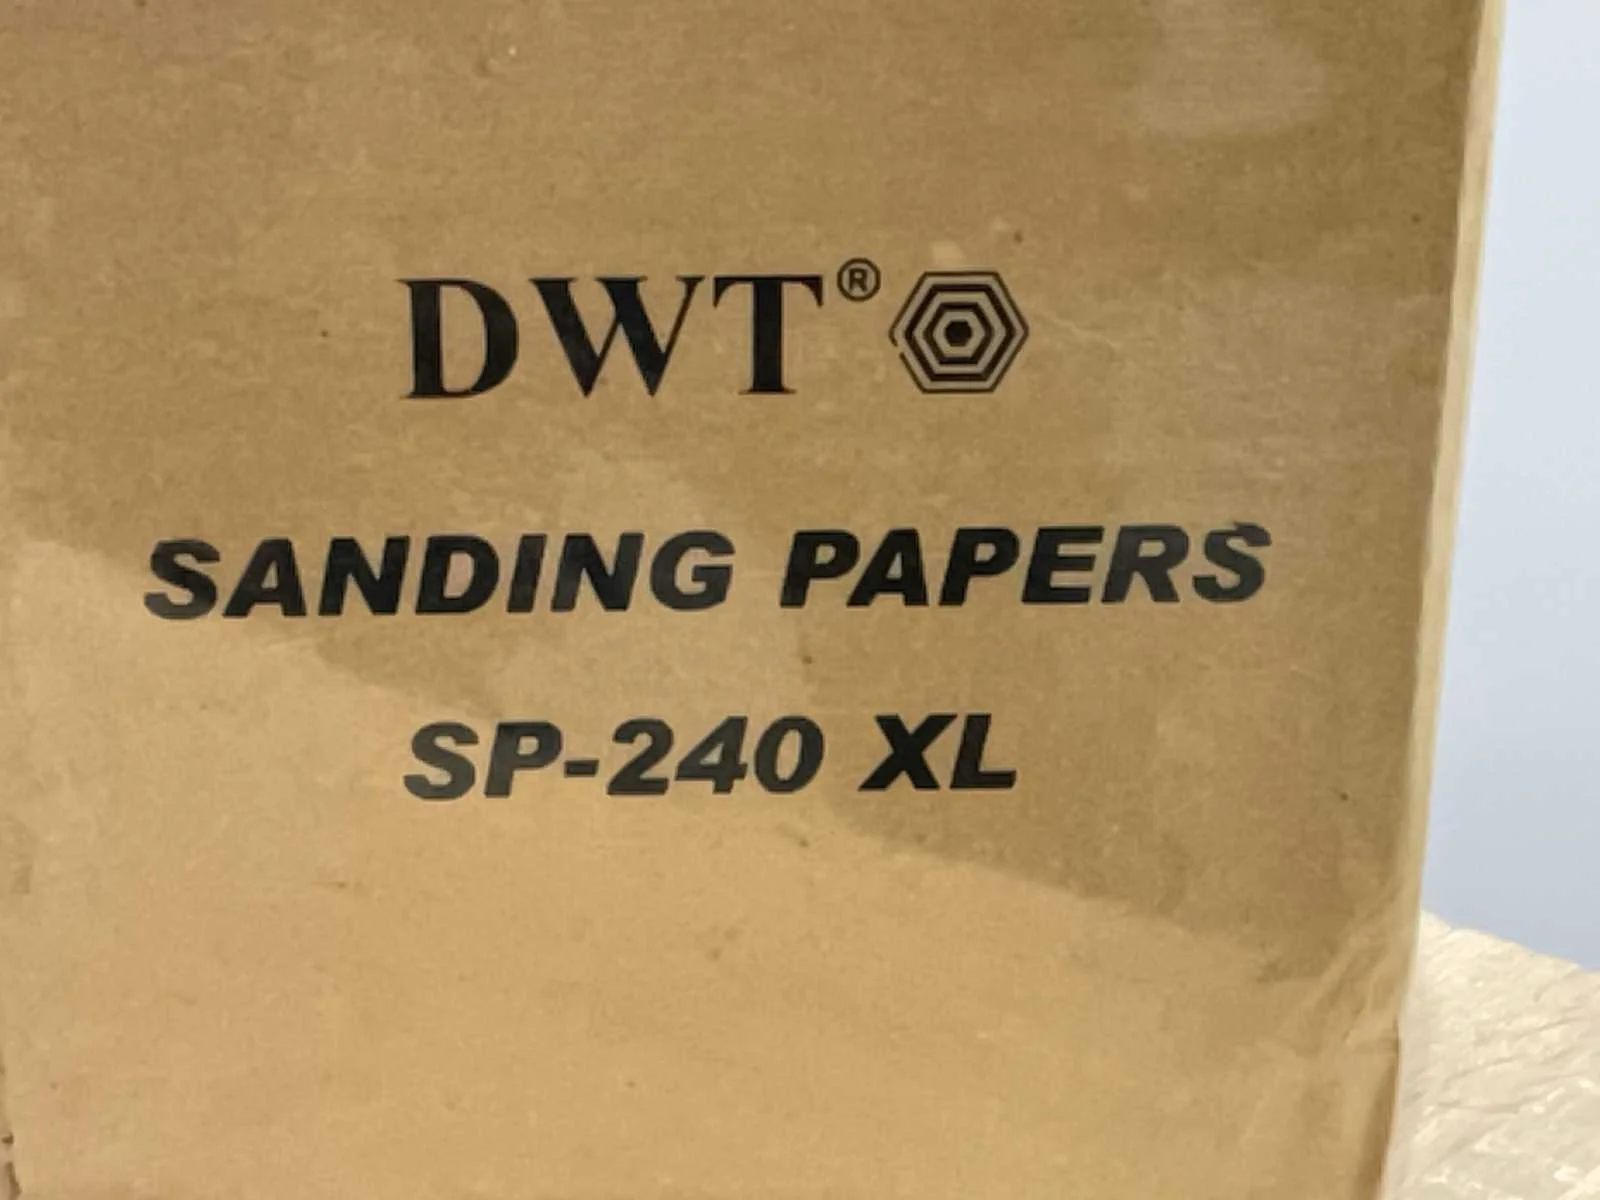 DWT®
SANDING PAPERS
SP-240 XL